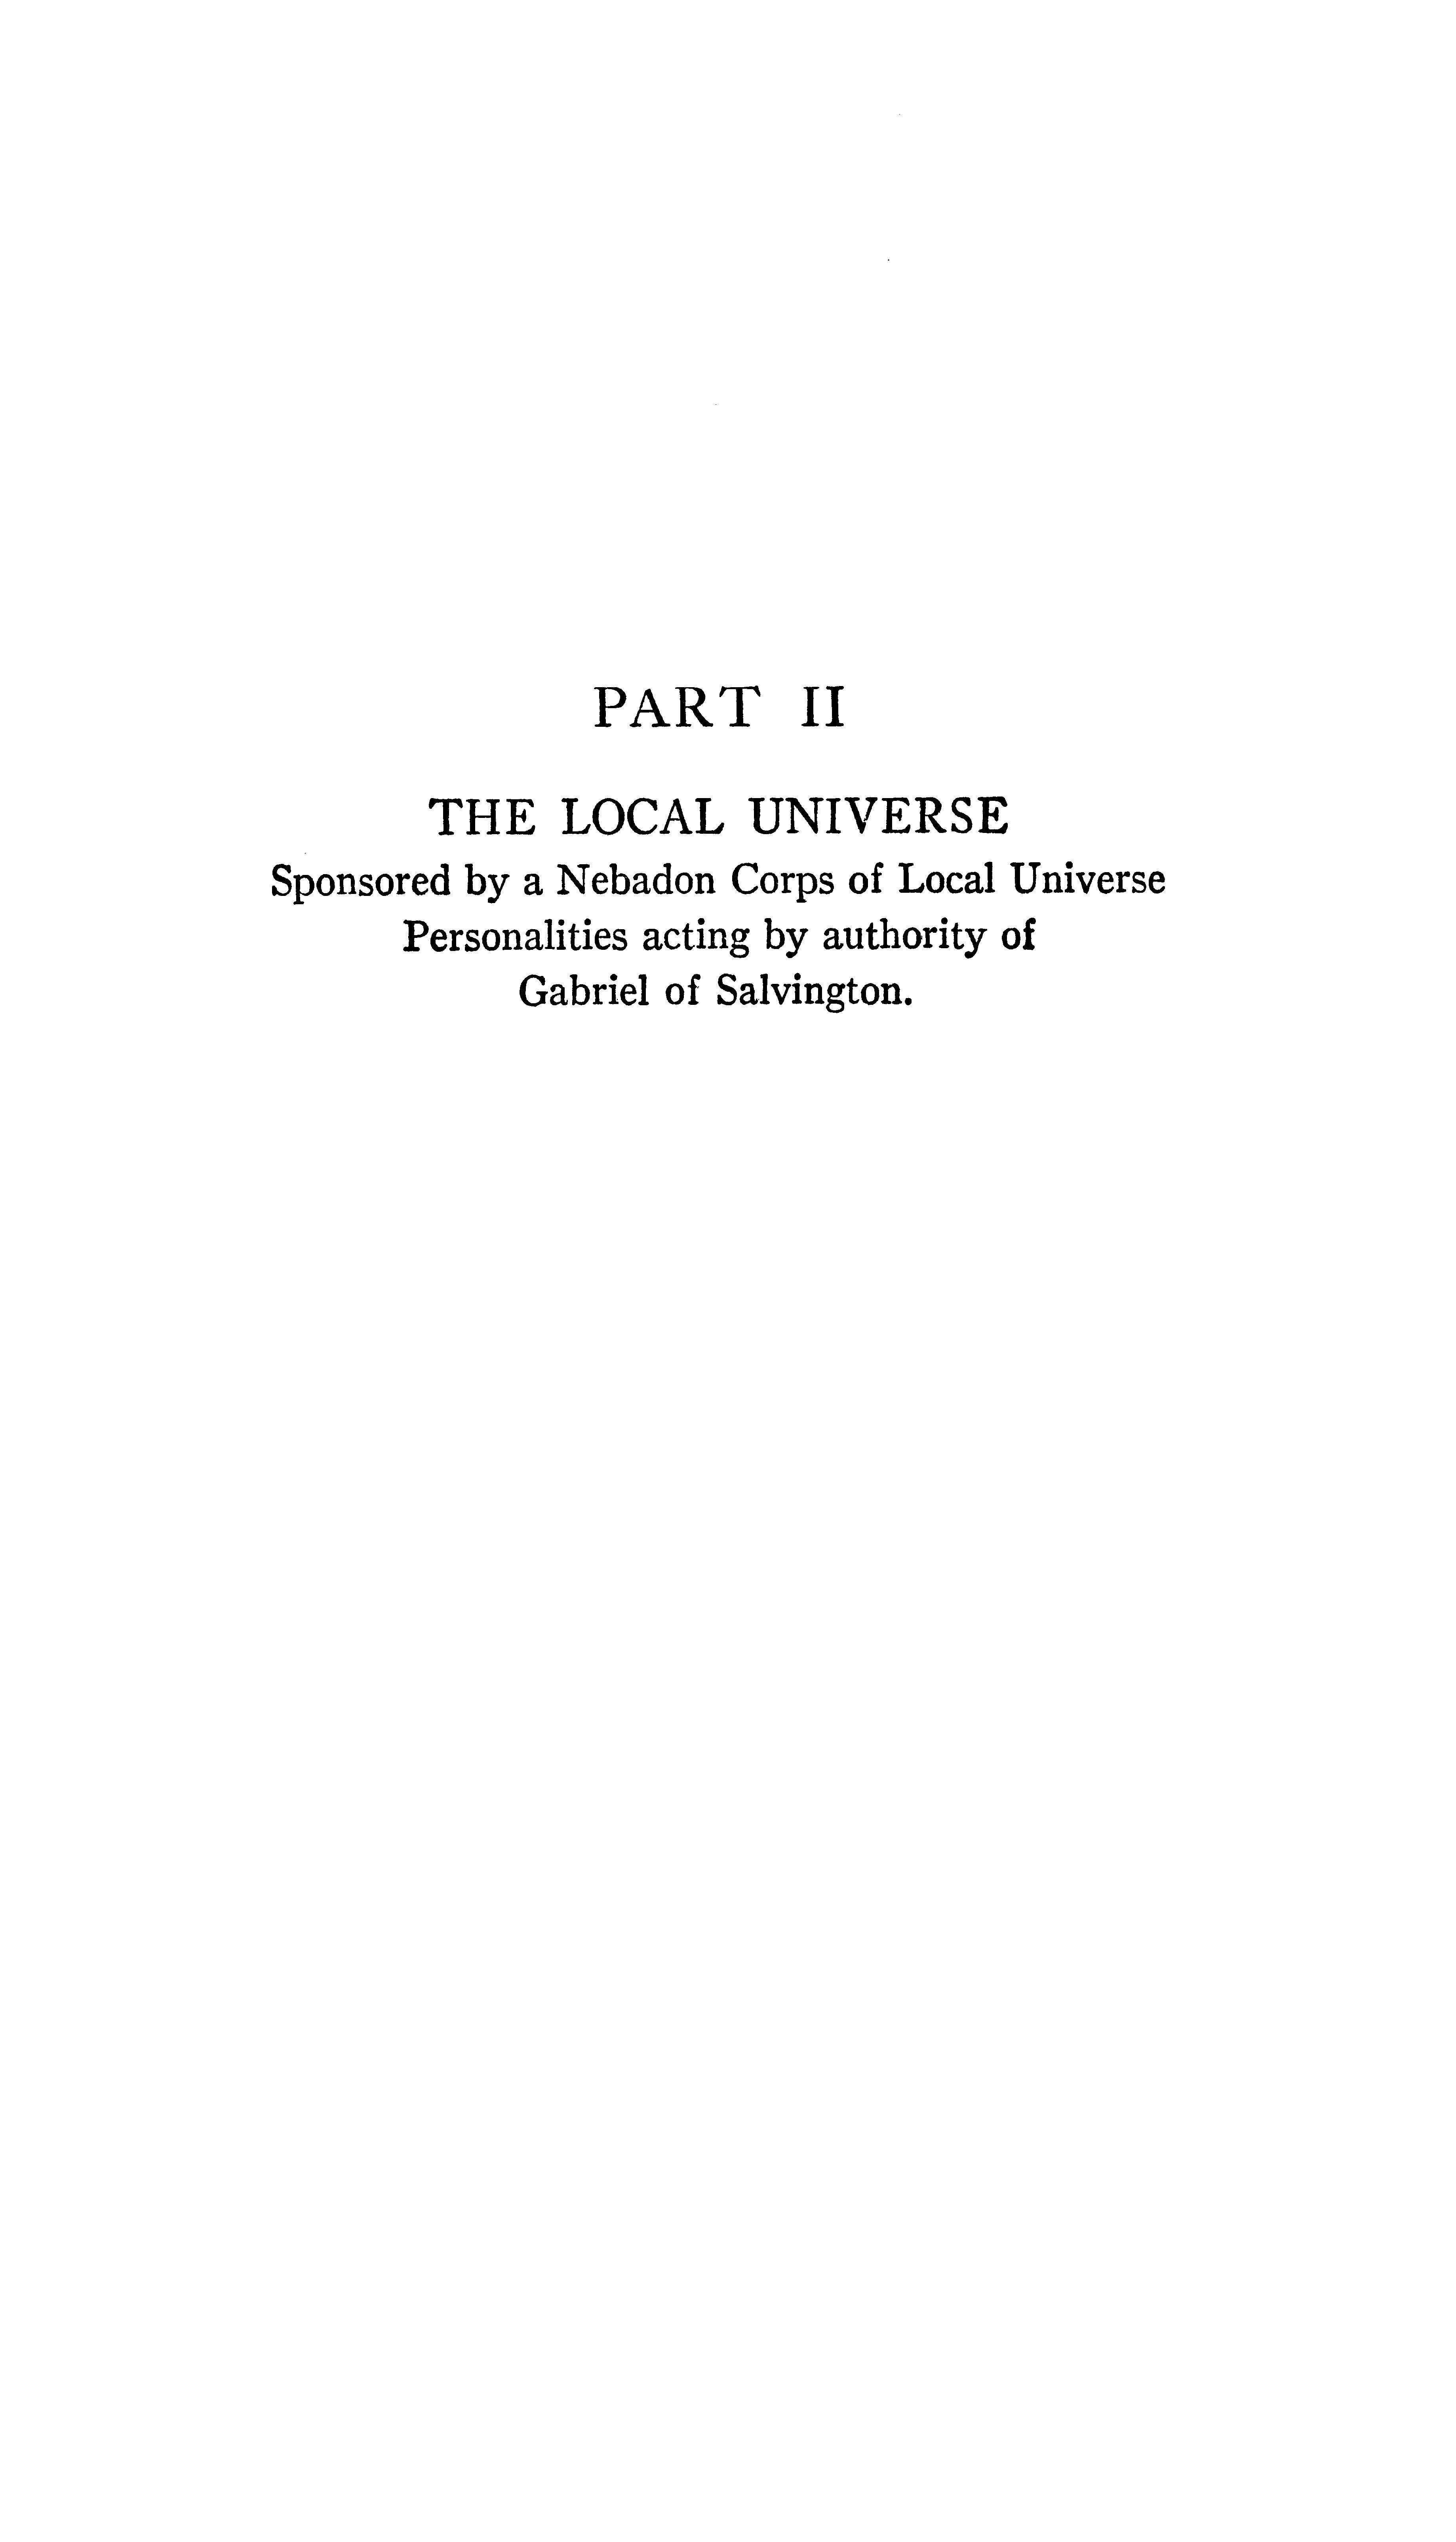 PART II
THE LOCAL UNIVERSE
Sponsored by a Nebadon Corps of Local Universe
Personalities acting by authority of
Gabriel of Salvington.